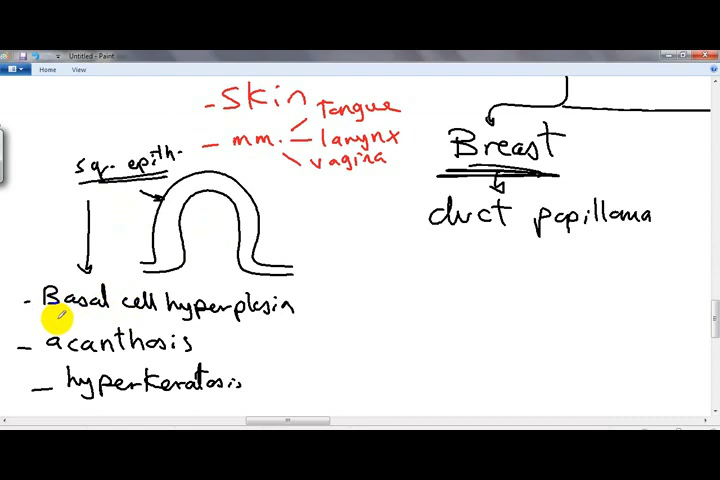 Untitled - Paint
Home View
- Skin
- mm. Tongue
larynx
vagina
sq. epith.
- Basal cell hyperplasia
- acanthosis
- hyperkeratosis
Breast
duct papilloma